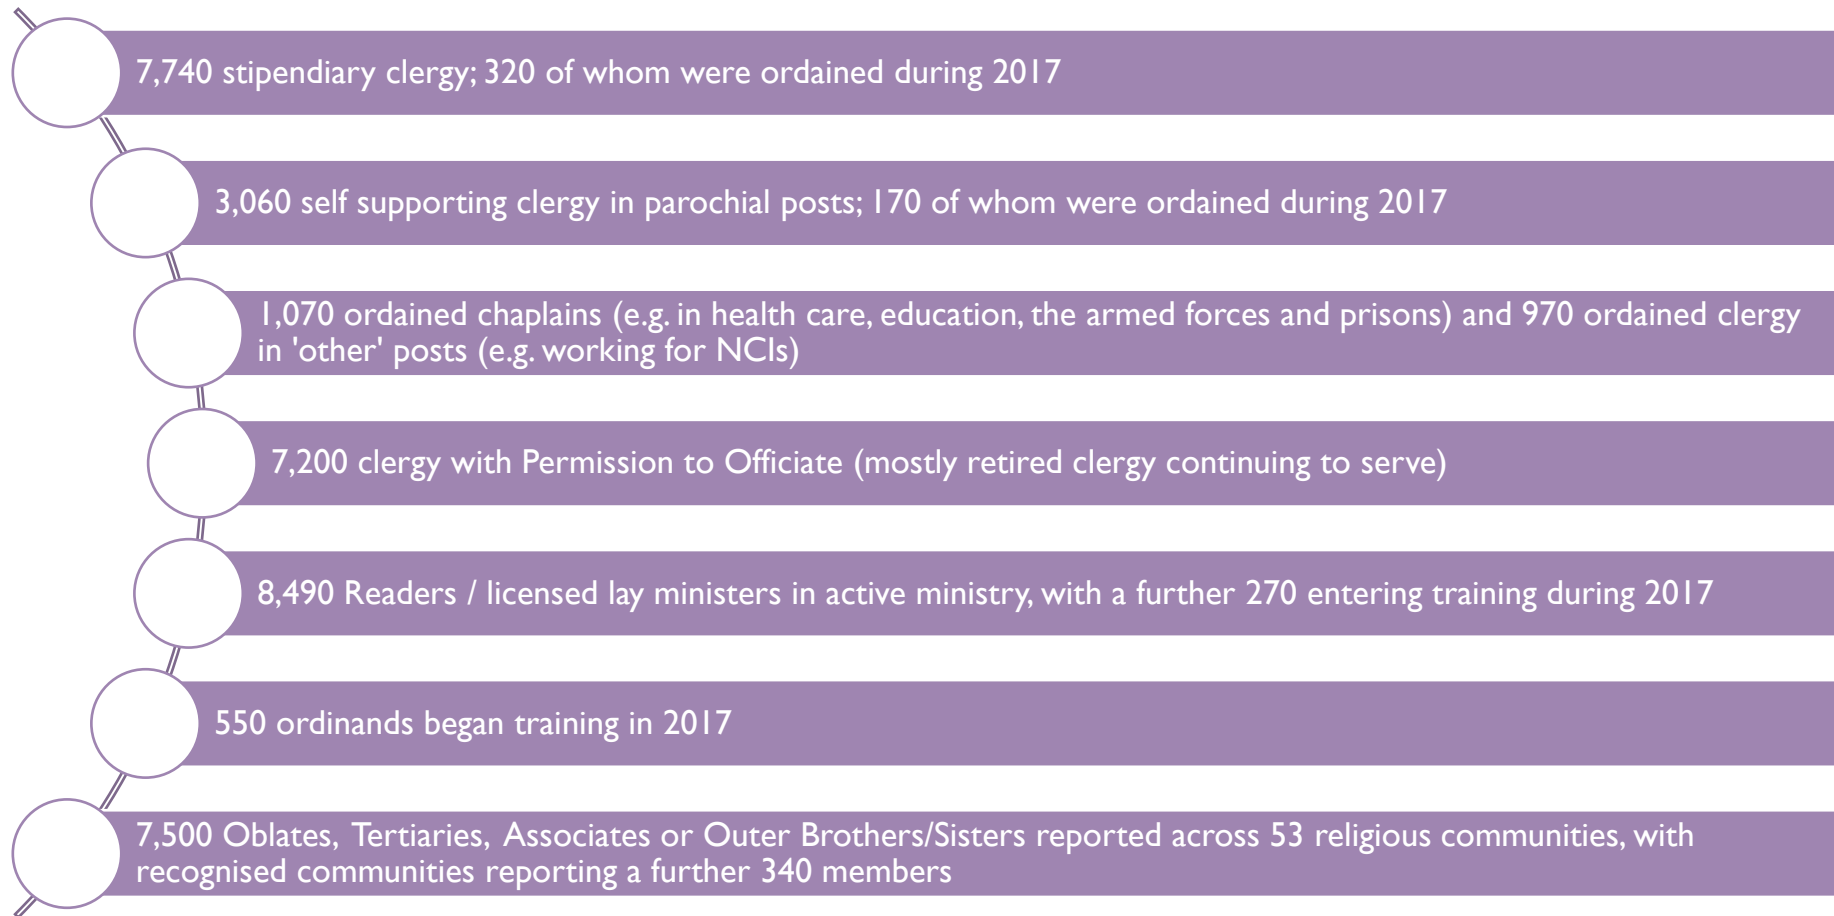 7,740 stipendiary clergy; 320 of whom were ordained during 2017
3,060 self supporting clergy in parochial posts; 170 of whom were ordained during 2017
1,070 ordained chaplains (e.g. in health care, education, the armed forces and prisons) and 970 ordained clergy
in 'other' posts (e.g. working for NCIs)
7,200 clergy with Permission to Officiate (mostly retired clergy continuing to serve)
8,490 Readers / licensed lay ministers in active ministry, with a further 270 entering training during 2017
550 ordinands began training in 2017
7,500 Oblates, Tertiaries, Associates or Outer Brothers/Sisters reported across 53 religious communities, with
recognised communities reporting a further 340 members